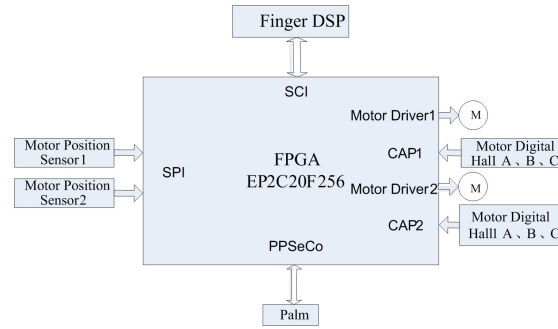 Finger DSP
SCI
Motor Driver1
M
Motor Position
Sensor1
CAP1
Motor Digital
Hall A 、B 、C
FPGA
EP2C20F256
SPI
Motor Position
Sensor2
Motor Driver2
M
CAP2
Motor Digital
Halll A 、B 、C
PPSeCo
Palm